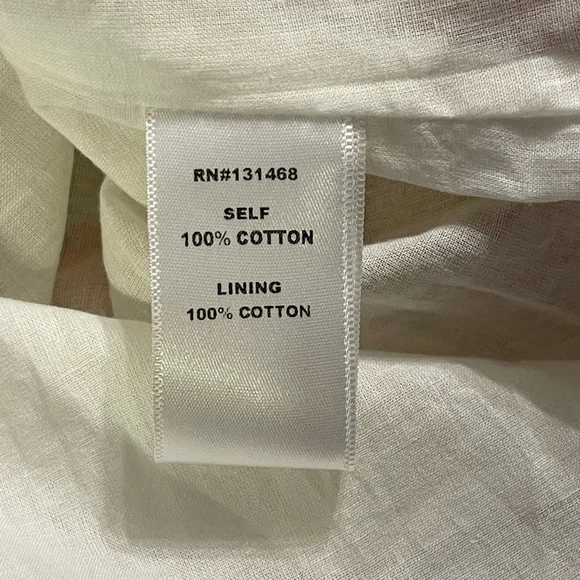 RN#131468
SELF
100% COTTON
LINING
100% COTTON